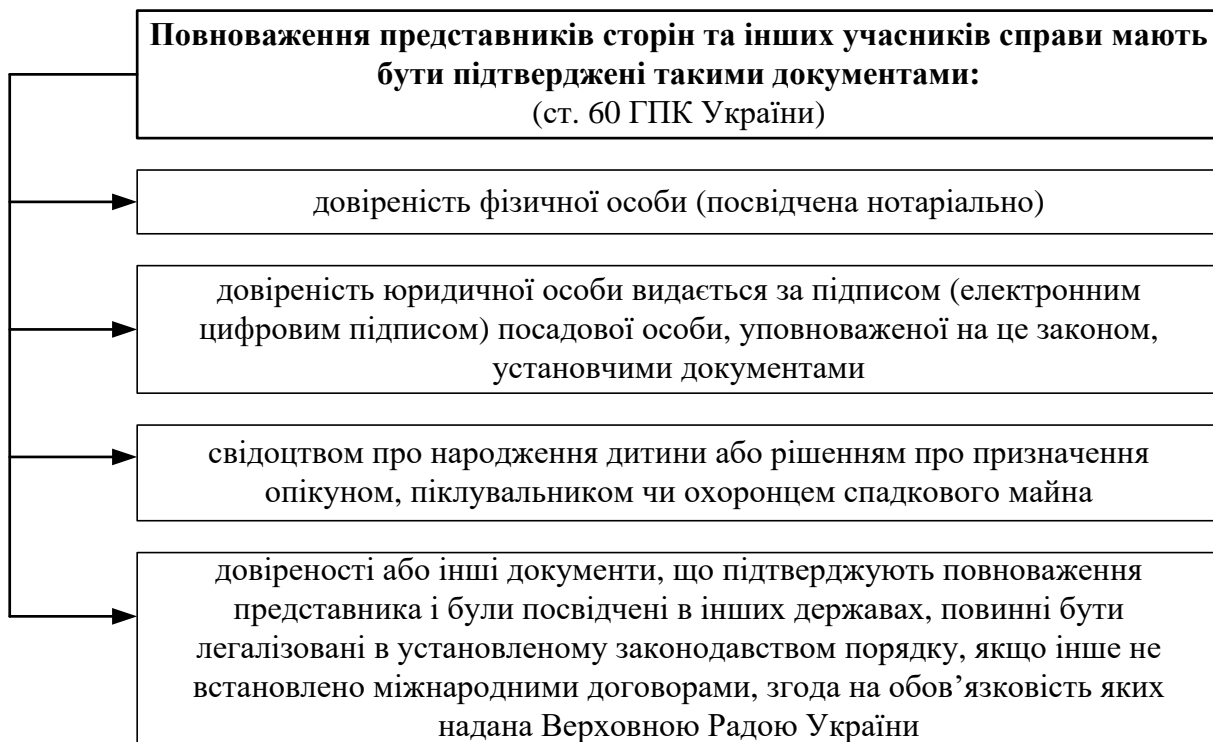 Повноваження представників сторін та інших учасників справи мають
бути підтверджені такими документами:
(ст. 60 ГПК України)
довіреність фізичної особи (посвідчена нотаріально)
довіреність юридичної особи видається за підписом (електронним
цифровим підписом) посадової особи, уповноваженої на це законом,
установчими документами
свідоцтвом про народження дитини або рішенням про призначення
опікуном, піклувальником чи охоронцем спадкового майна
довіреності або інші документи, що підтверджують повноваження
представника і були посвідчені в інших державах, повинні бути
легалізовані в установленому законодавством порядку, якщо інше не
встановлено міжнародними договорами, згода на обов’язковість яких
надана Верховною Радою України